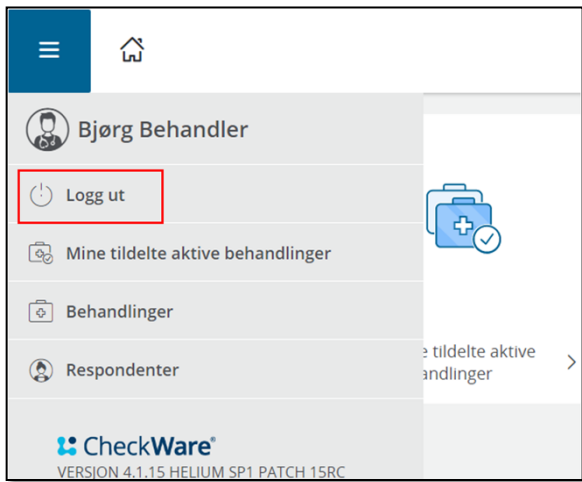 Bjørg Behandler
Logg ut
Mine tildelte aktive behandlinger
Behandlinger
Respondenter
CheckWare®
VERSJON 4.1.15 HELIUM SP1 PATCH 15RC
tildelte aktive
andlinger